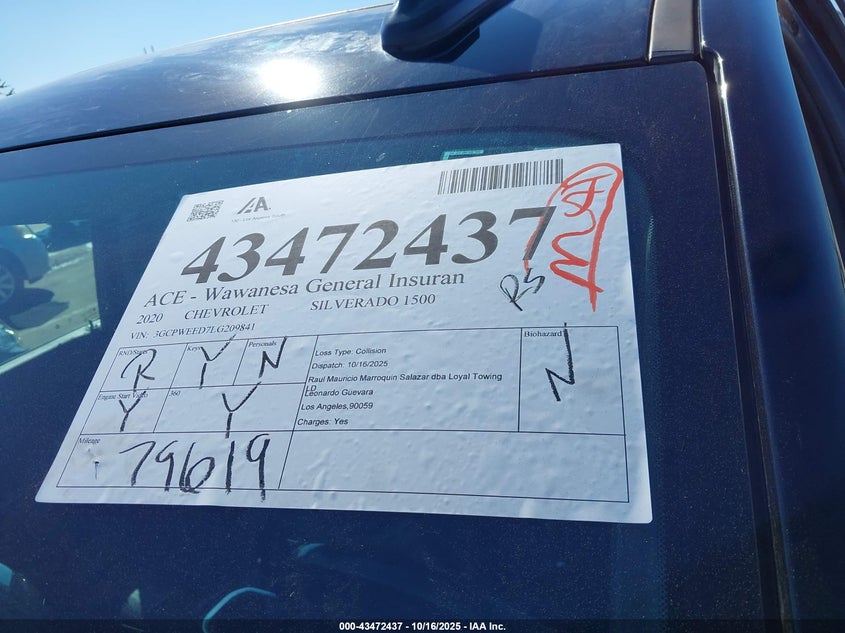 IAA.
43472437
RS
ACE - Wawanesa General Insuran
2020 CHEVROLET SILVERADO 1500
VIN: 3GCPWEED7LG209841
R
Keys
Y
Personals
N
Biohazard
N
Loss Type: Collision
Dispatch: 10/16/2025
Raul Mauricio Marroquin Salazar dba Loyal Towing
LD
Leonardo Guevara
Los Angeles,90059
Charges: Yes
Engine Start Video
Y
360
Y
Mileage
79619
000-43472437 - 10/16/2025 - IAA Inc.